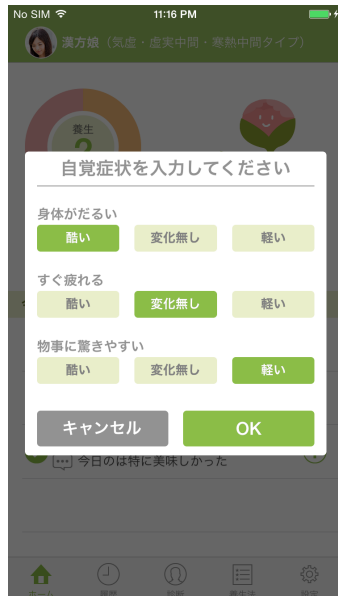 No SIM 11:16 PM
漢方娘（気虚・虚実中間・寒熱中間タイプ）
養生
自覚症状を入力してください
身体がだるい
酷い 変化無し 軽い
すぐ疲れる
酷い 変化無し 軽い
物事に驚きやすい
酷い 変化無し 軽い
キャンセル OK
今日のは特に美味しかった
ホーム 履歴 診断 養生法 設定